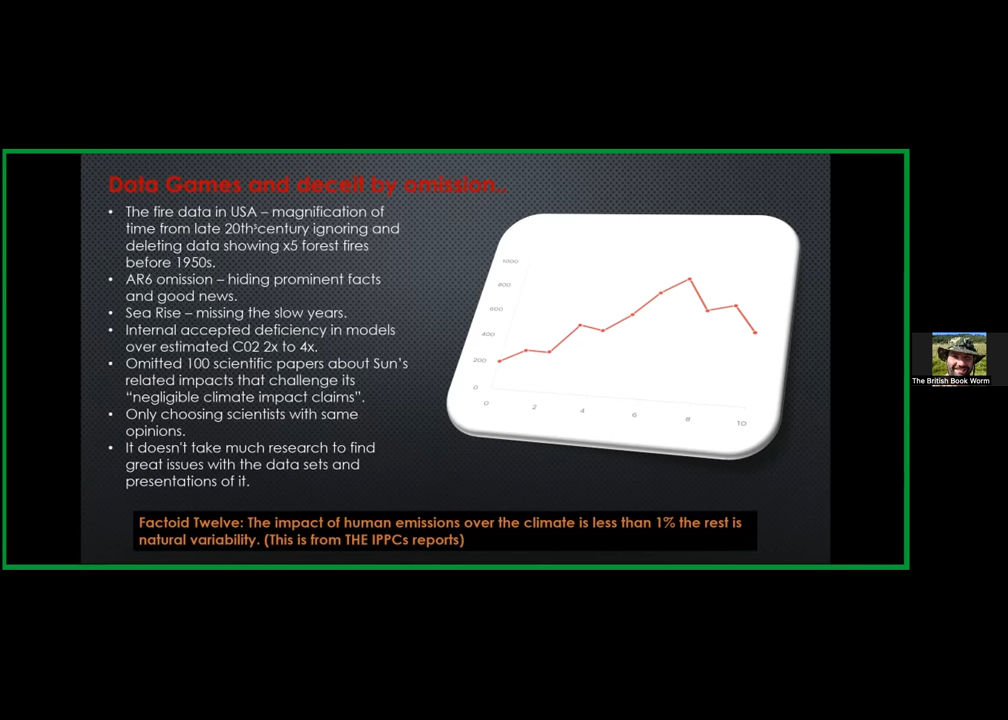 Data Games and deceit by omission..
• The fire data in USA – magnification of
time from late 20thˢcentury ignoring and
deleting data showing x5 forest fires
before 1950s.
• AR6 omission – hiding prominent facts
and good news.
• Sea Rise – missing the slow years.
• Internal accepted deficiency in models
over estimated C02 2x to 4x.
• Omitted 100 scientific papers about Sun's
related impacts that challenge its
“negligible climate impact claims”.
• Only choosing scientists with same
opinions.
• It doesn't take much research to find
great issues with the data sets and
presentations of it.
1000
800
600
400
200
0
0 2 4 6 8 10
Factoid Twelve: The impact of human emissions over the climate is less than 1% the rest is
natural variability. (This is from THE IPPCs reports)
The British Book Worm